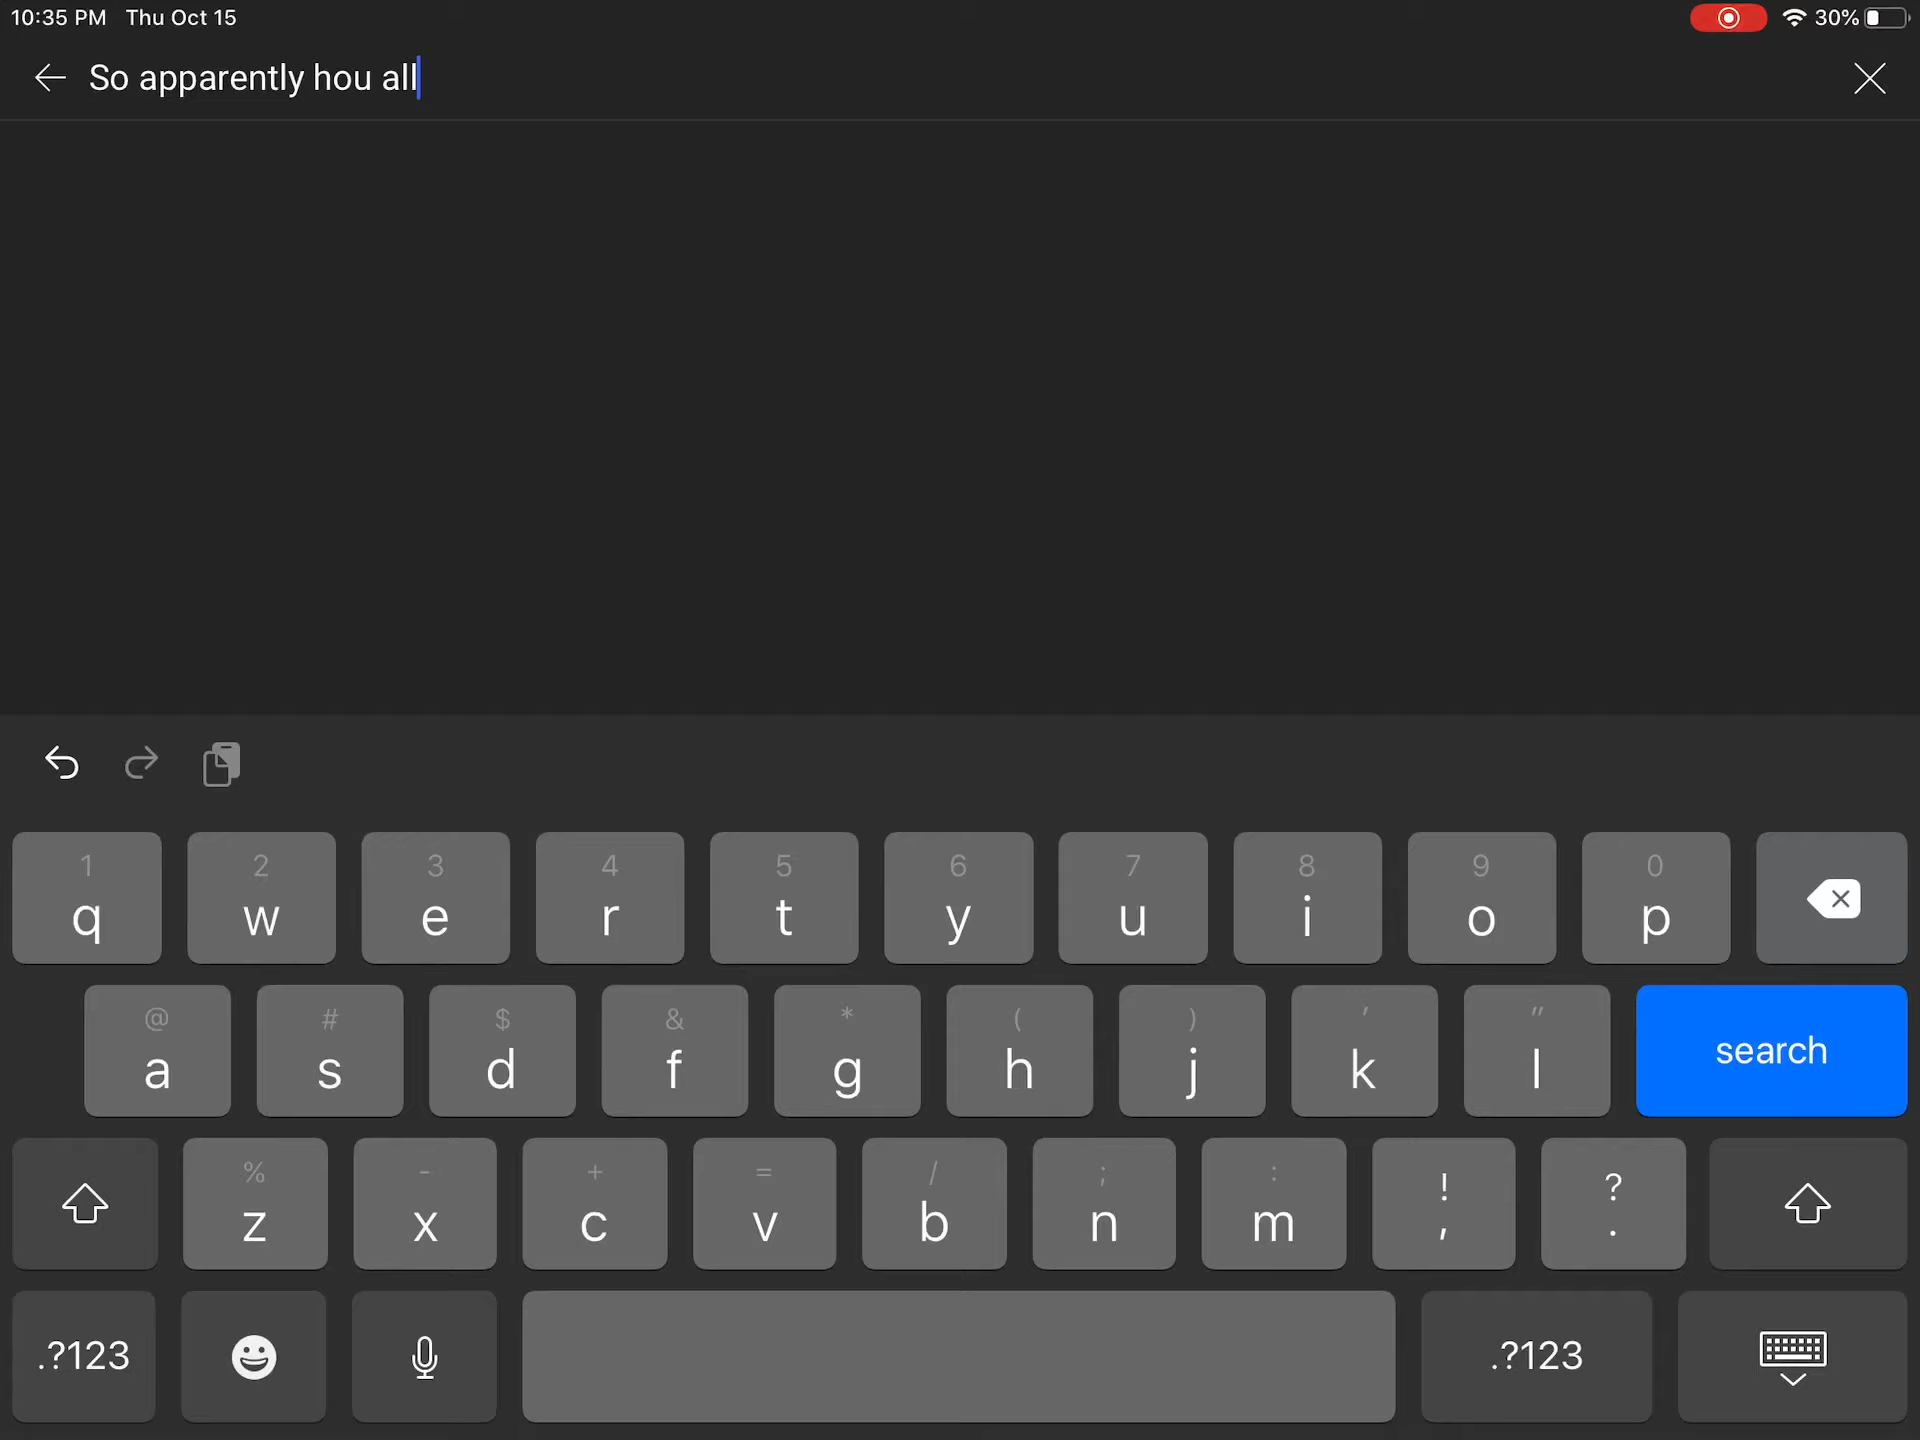 10:35 PM Thu Oct 15 30%
So apparently hou all
1 2 3 4 5 6 7 8 9 0
q w e r t y u i o p
@ # $ & * ( ) ' "
a s d f g h j k l search
% - + = / ; : ! ?
z x c v b n m , .
.?123 .?123